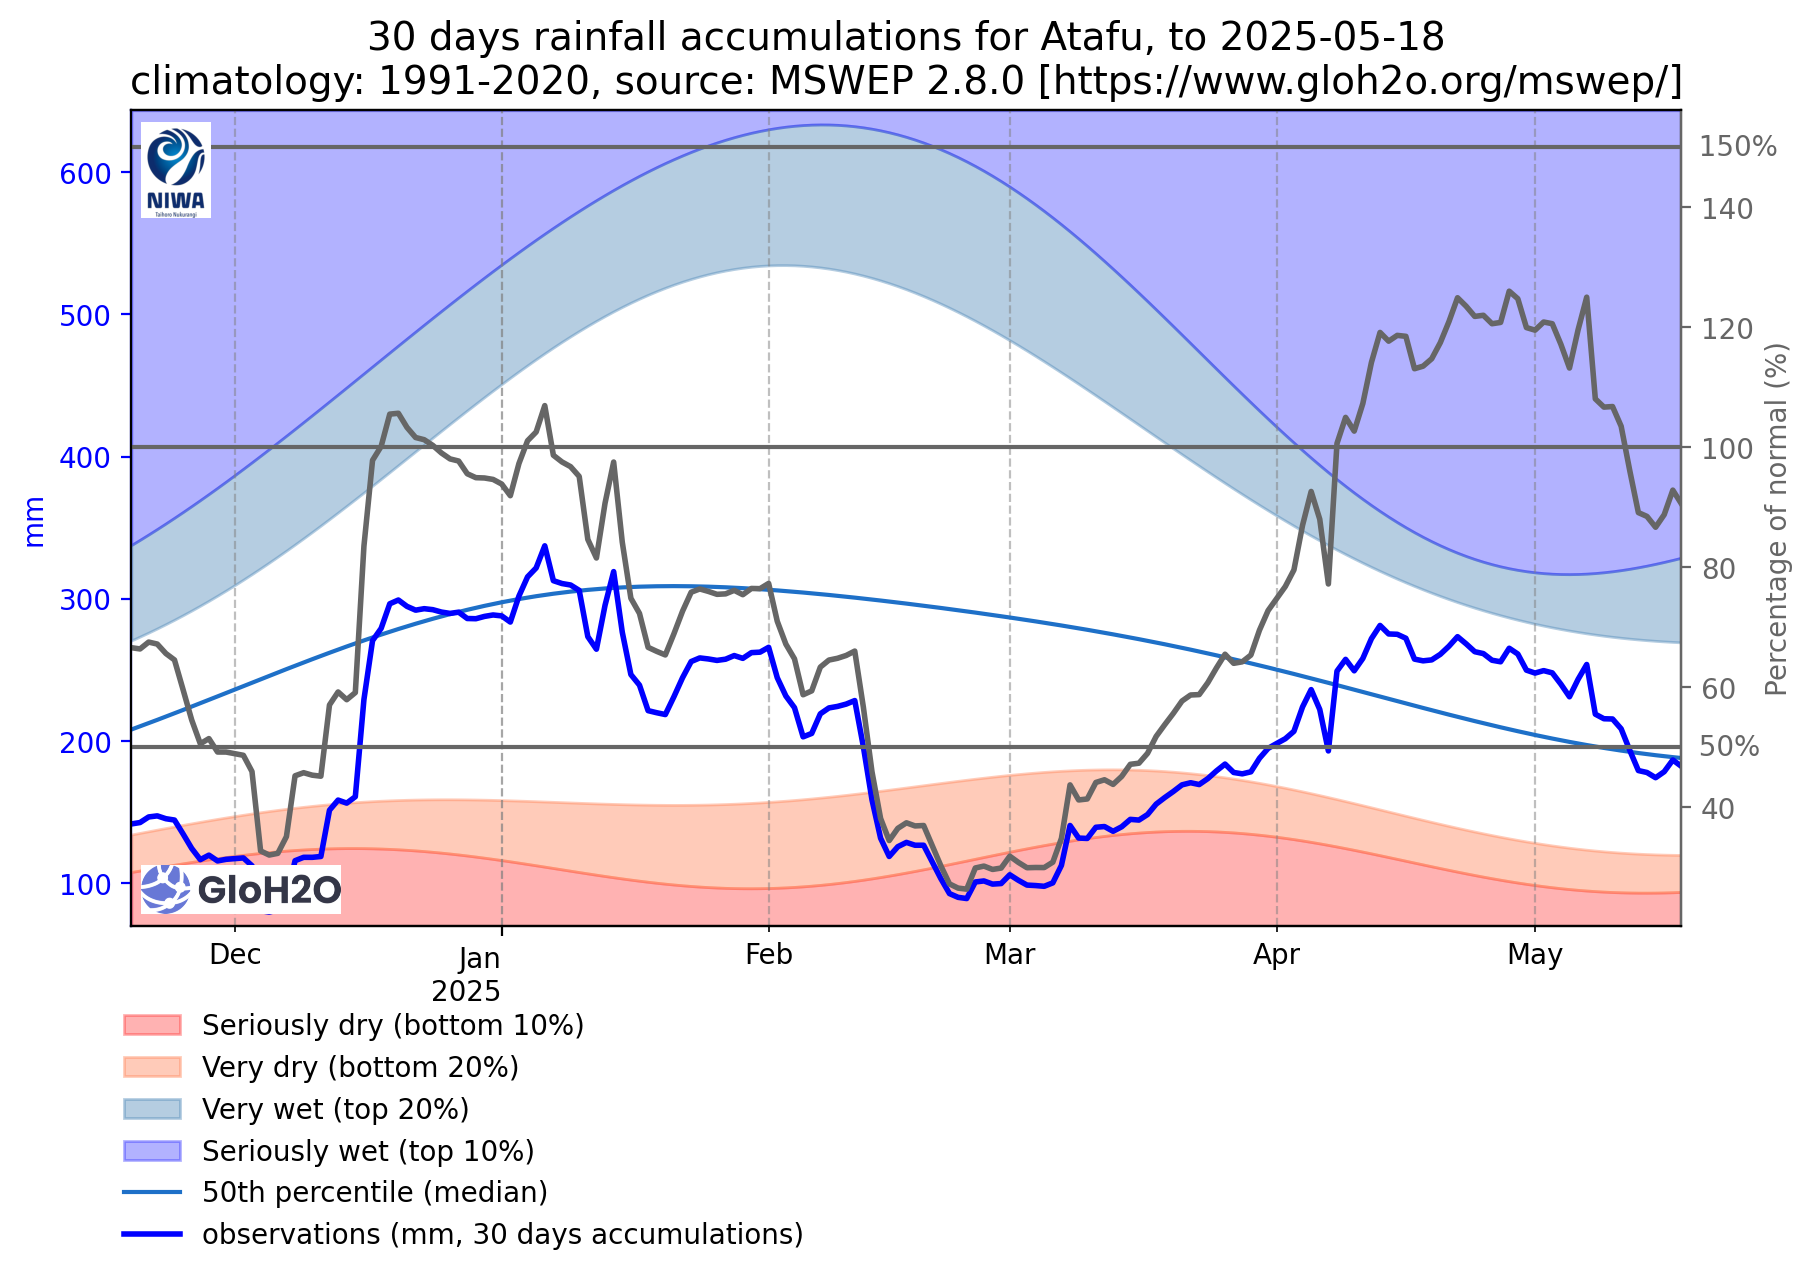 30 days rainfall accumulations for Atafu, to 2025-05-18
climatology: 1991-2020, source: MSWEP 2.8.0 [https://www.gloh2o.org/mswep/]
NIWA
Taihoro Nukurangi
600
500
400
300
200
100
mm
150%
140
120
100
80
60
50%
40
Percentage of normal (%)
GloH2O
Dec
Jan
2025
Feb
Mar
Apr
May
Seriously dry (bottom 10%)
Very dry (bottom 20%)
Very wet (top 20%)
Seriously wet (top 10%)
50th percentile (median)
observations (mm, 30 days accumulations)